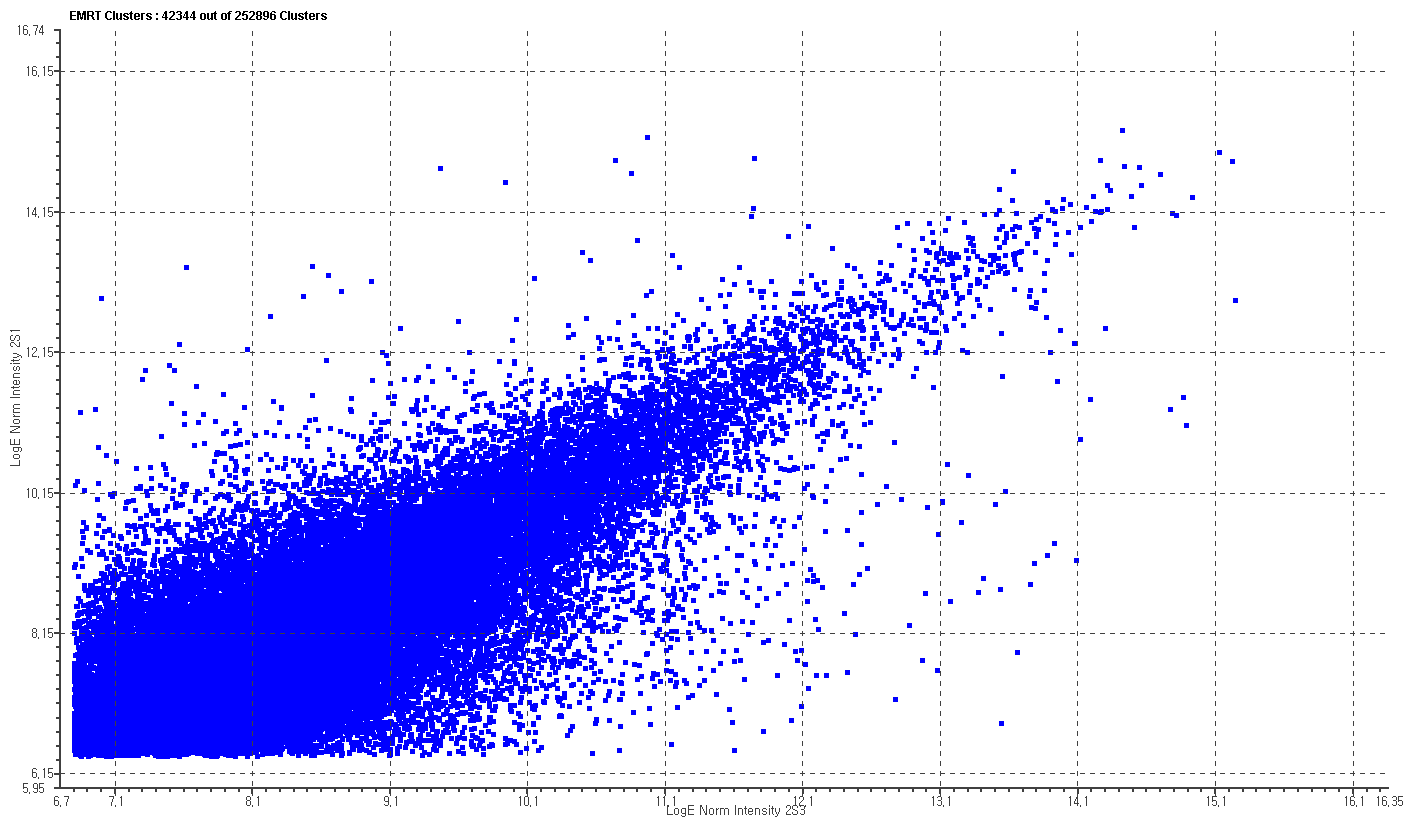 EMRT Clusters : 42344 out of 252896 Clusters
16,74
16,15
14,15
12,15
10,15
8,15
6,15
5,95
LogE Norm Intensity 2S1
6,7 7,1 8,1 9,1 10,1 11,1 12,1 13,1 14,1 15,1 16,1 16,35
LogE Norm Intensity 2S3